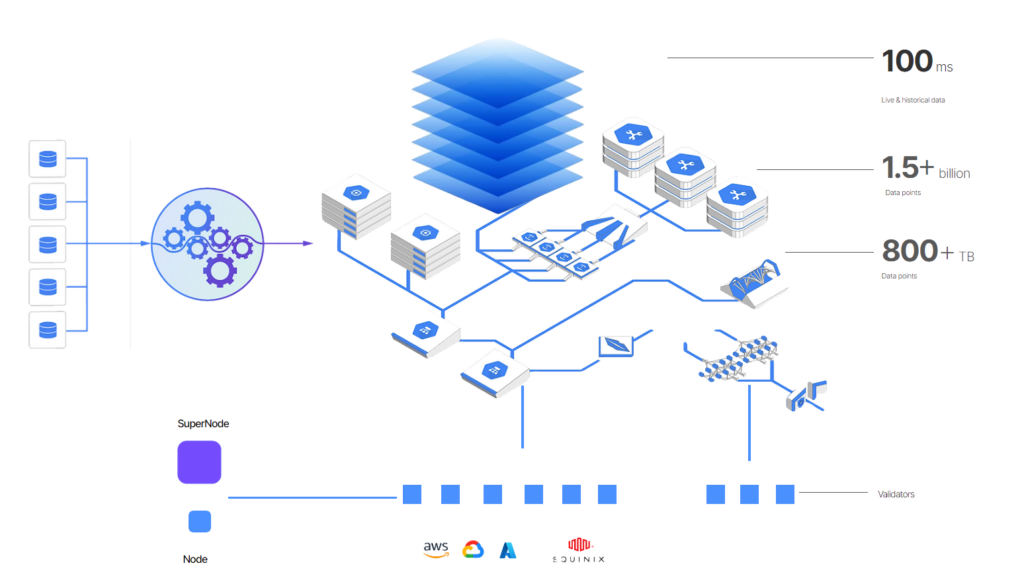 100 ms
Live & historical data
1.5+ billion
Data points
800+ TB
Data points
SuperNode
Validators
Node
aws
EQUINIX